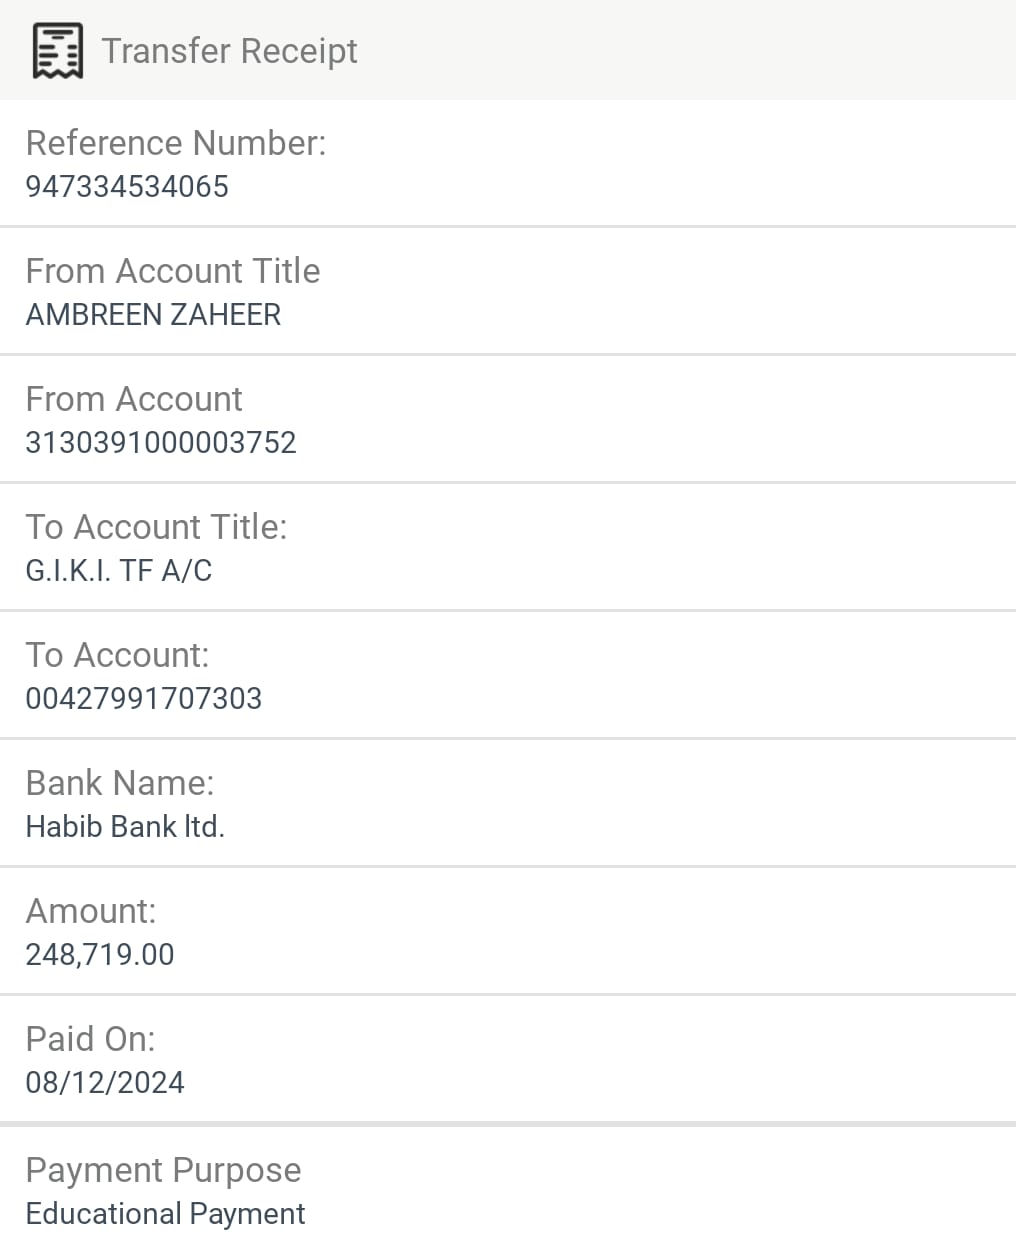 Transfer Receipt
Reference Number:
947334534065
From Account Title
AMBREEN ZAHEER
From Account
3130391000003752
To Account Title:
G.I.K.I. TF A/C
To Account:
00427991707303
Bank Name:
Habib Bank ltd.
Amount:
248,719.00
Paid On:
08/12/2024
Payment Purpose
Educational Payment